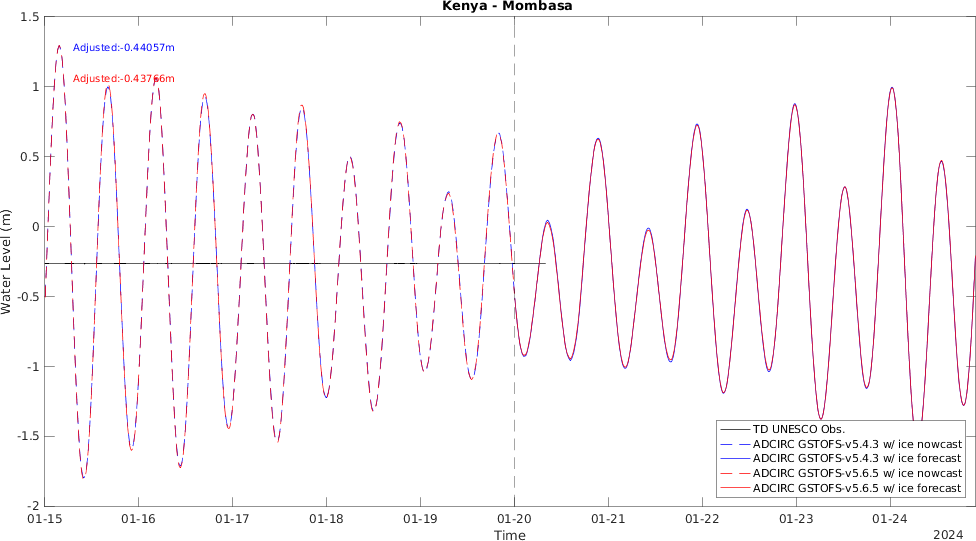 Kenya - Mombasa
1.5
1
0.5
0
-0.5
-1
-1.5
-2
Water Level (m)
Adjusted:-0.44057m
Adjusted:-0.43766m
TD UNESCO Obs.
ADCIRC GSTOFS-v5.4.3 w/ ice nowcast
ADCIRC GSTOFS-v5.4.3 w/ ice forecast
ADCIRC GSTOFS-v5.6.5 w/ ice nowcast
ADCIRC GSTOFS-v5.6.5 w/ ice forecast
01-15 01-16 01-17 01-18 01-19 01-20 01-21 01-22 01-23 01-24
Time
2024